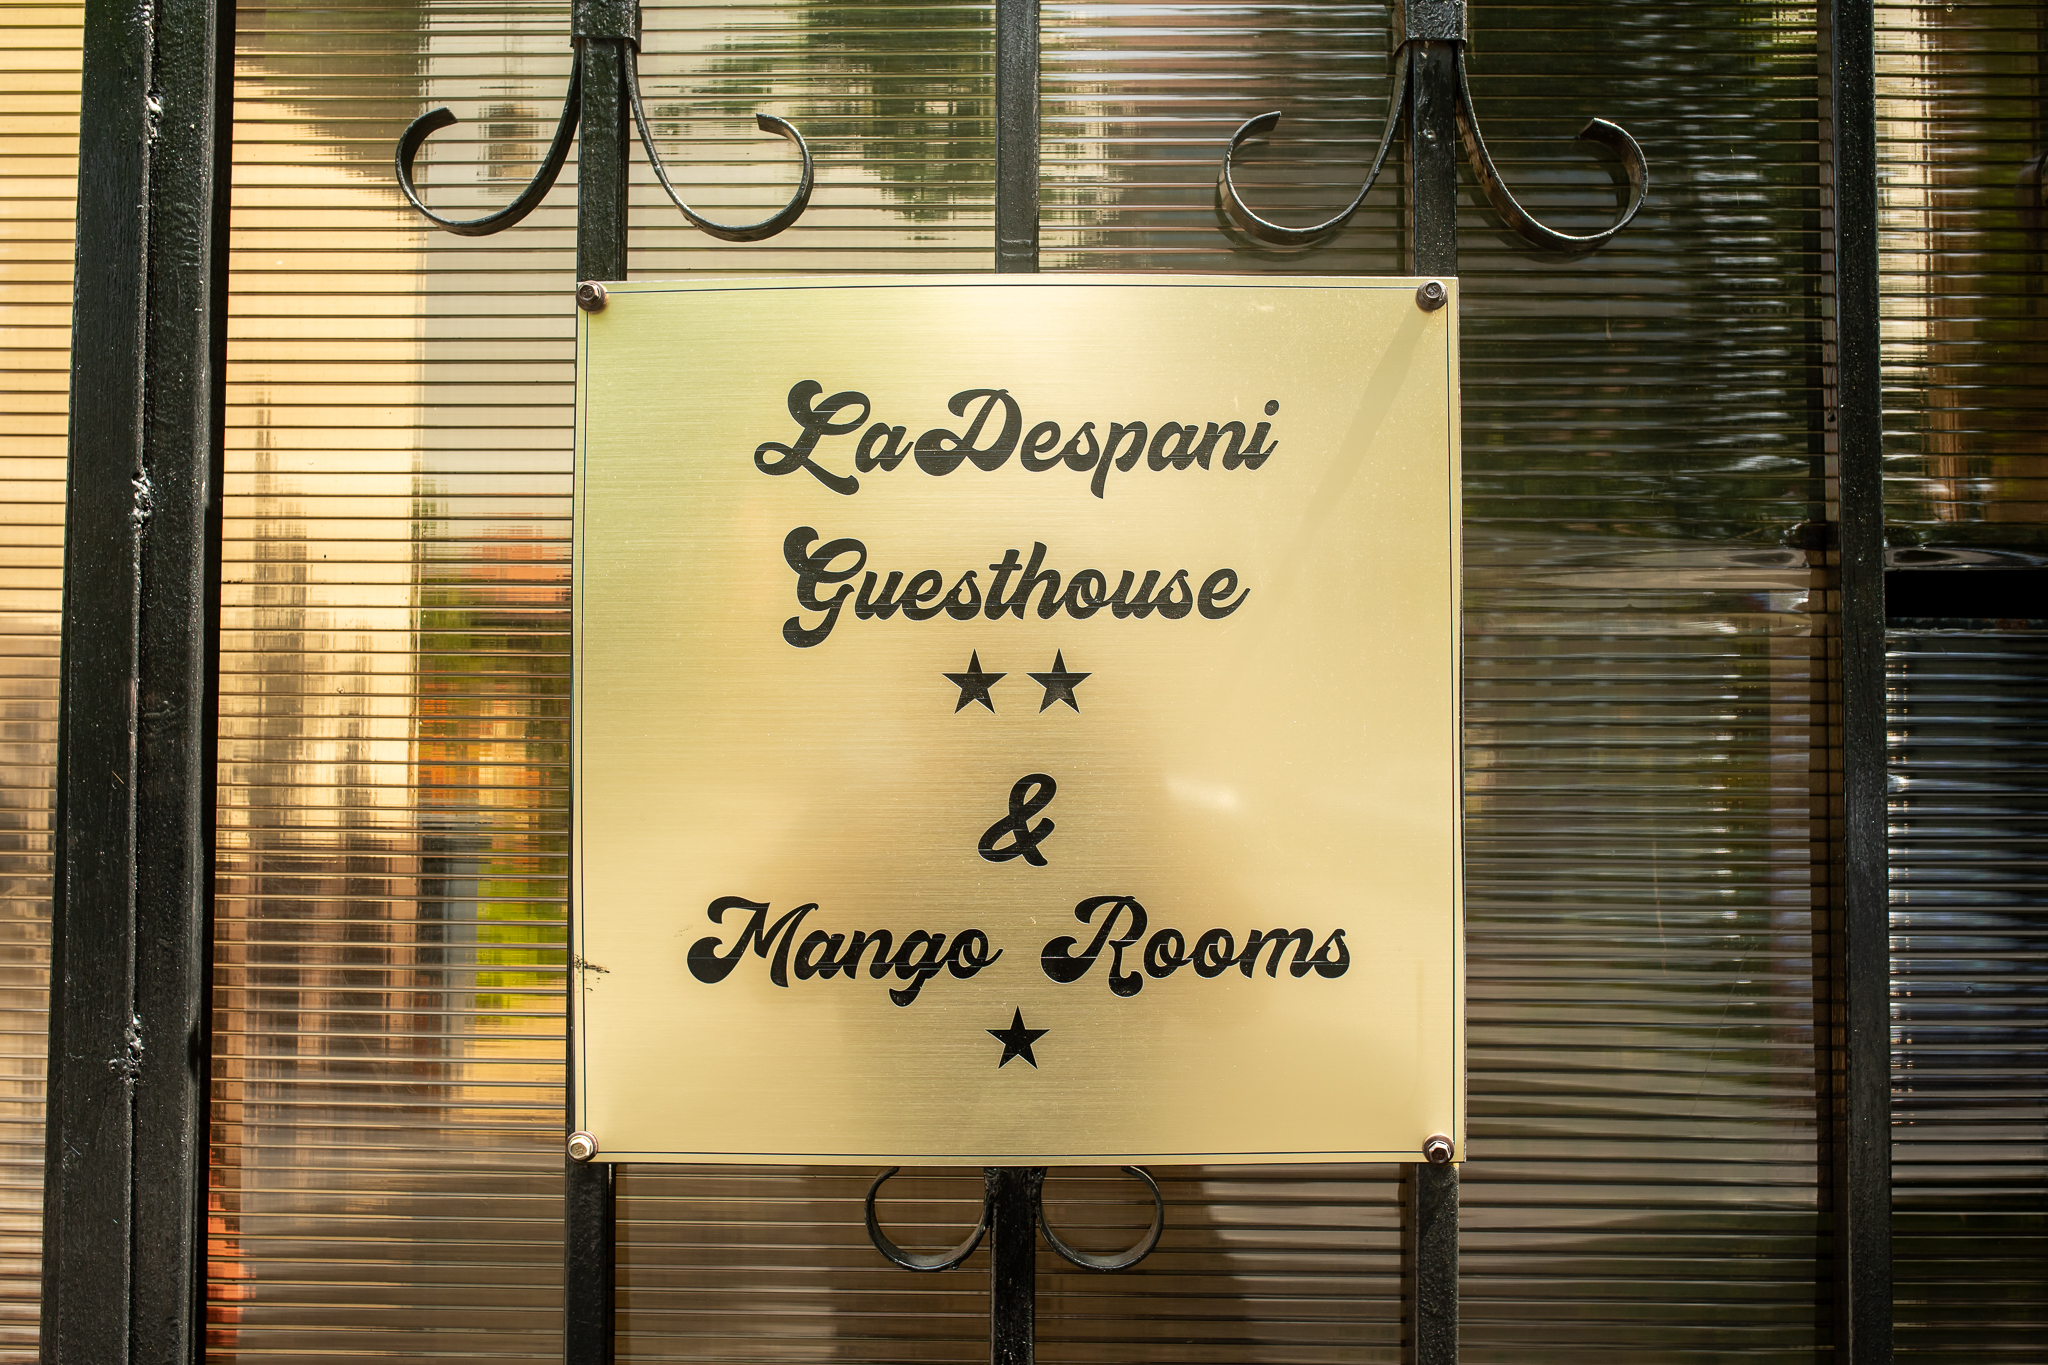 LaDespani
Guesthouse
★ ★
&
Mango Rooms
★